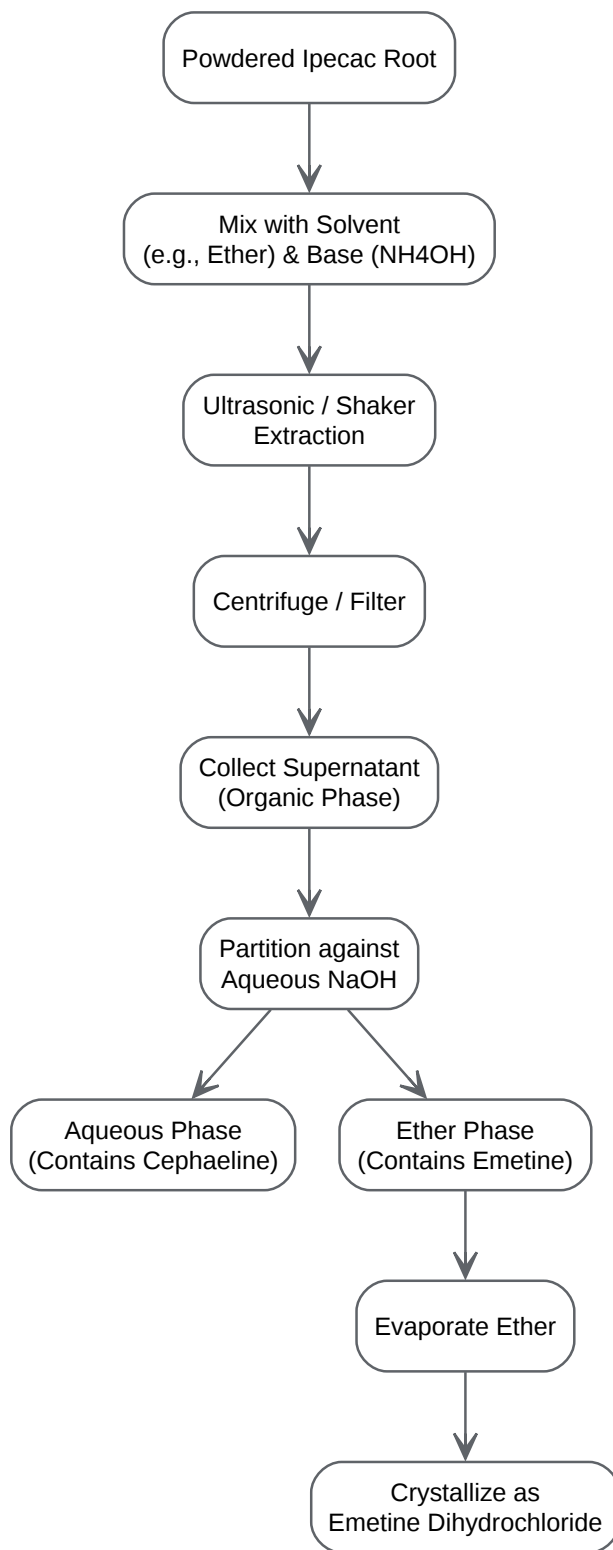 Powdered Ipecac Root
Mix with Solvent
(e.g., Ether) & Base (NH4OH)
Ultrasonic / Shaker
Extraction
Centrifuge / Filter
Collect Supernatant
(Organic Phase)
Partition against
Aqueous NaOH
Aqueous Phase
(Contains Cephaeline)
Ether Phase
(Contains Emetine)
Evaporate Ether
Crystallize as
Emetine Dihydrochloride